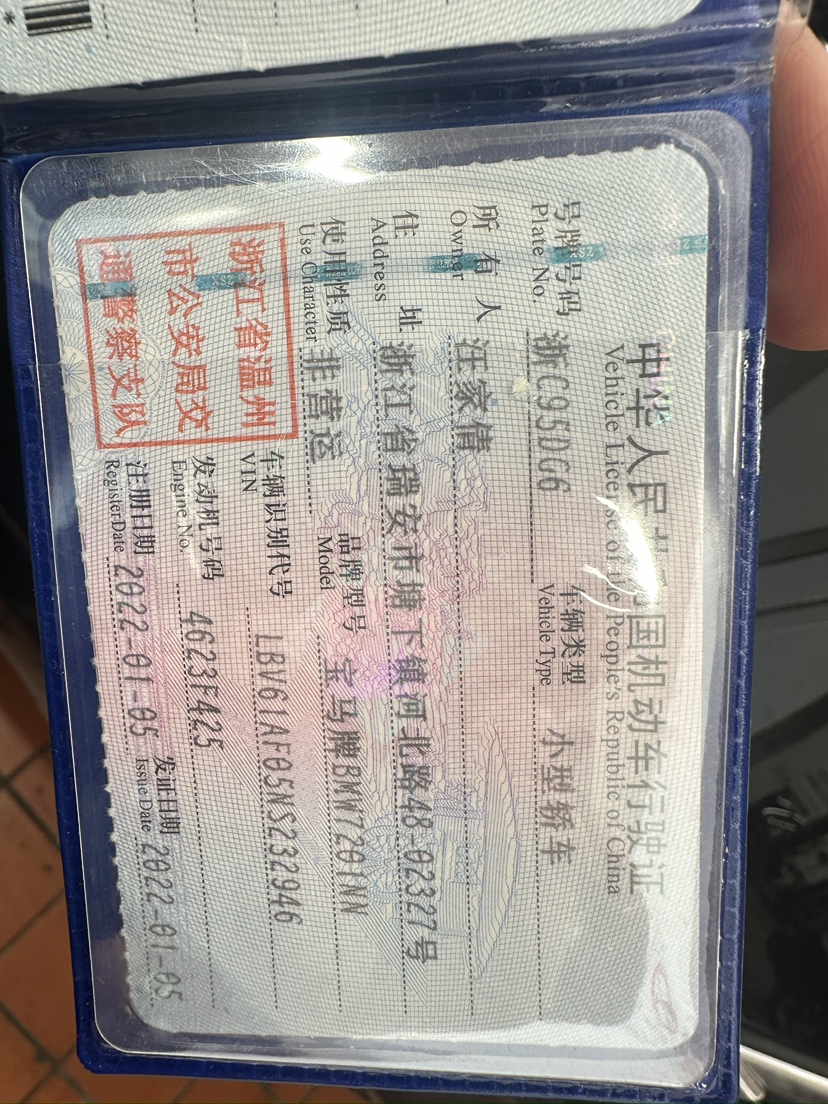 中华人民共和国机动车行驶证
Vehicle License of the People's Republic of China
号牌号码 浙C95DG6 车辆类型 小型轿车
Plate No. Vehicle Type
所有人 汪家倩
Owner
住址 浙江省瑞安市塘下镇河北路48-02327号
Address
使用性质 非营运 品牌型号 宝马牌BMW7201NN
Use Character Model
浙江省温州
市公安局交
通警察支队
车辆识别代号 LBV61AF05NS232946
VIN
发动机号码 4623F425
Engine No.
注册日期 2022-01-05 发证日期 2022-01-05
Register Date Issue Date